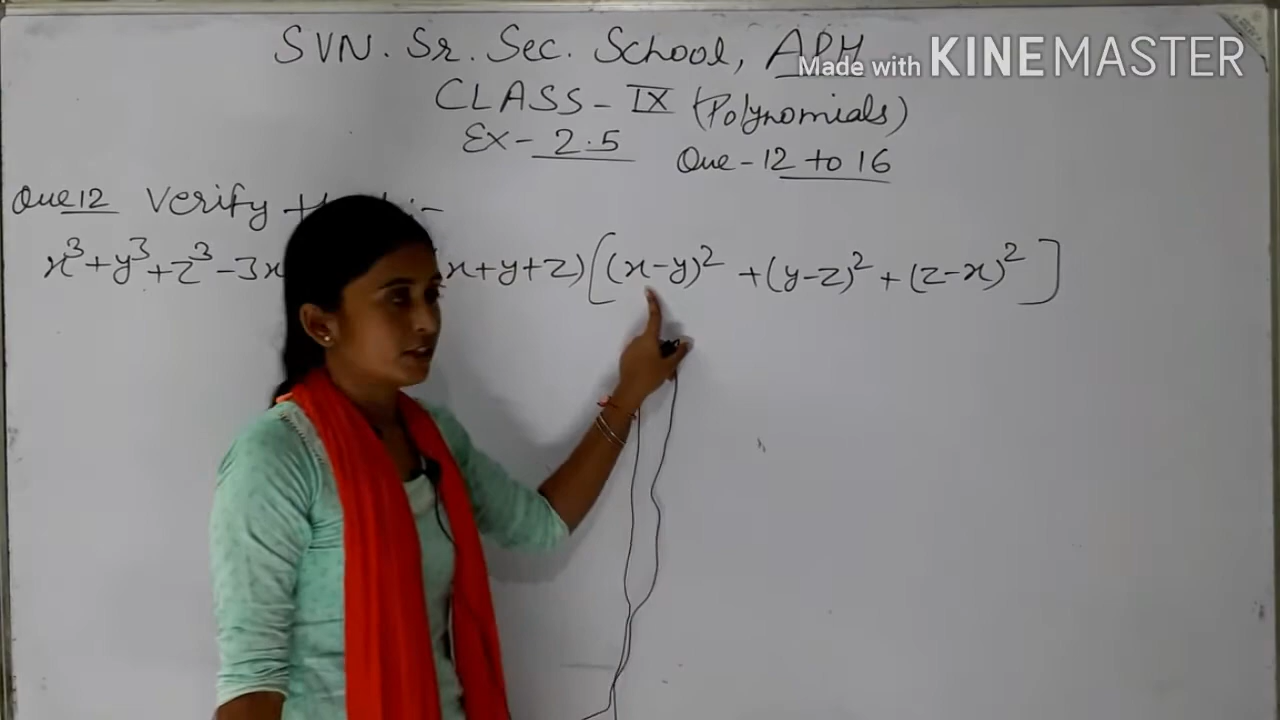 SVN. Sr. Sec. School, APH
Made with KINEMASTER
CLASS - IX (Polynomials)
Ex - 2.5
Que - 12 to 16
Que 12 Verify :-
x³+y³+z³-3x x+y+z)[(x-y)² +(y-z)² +(z-x)²]